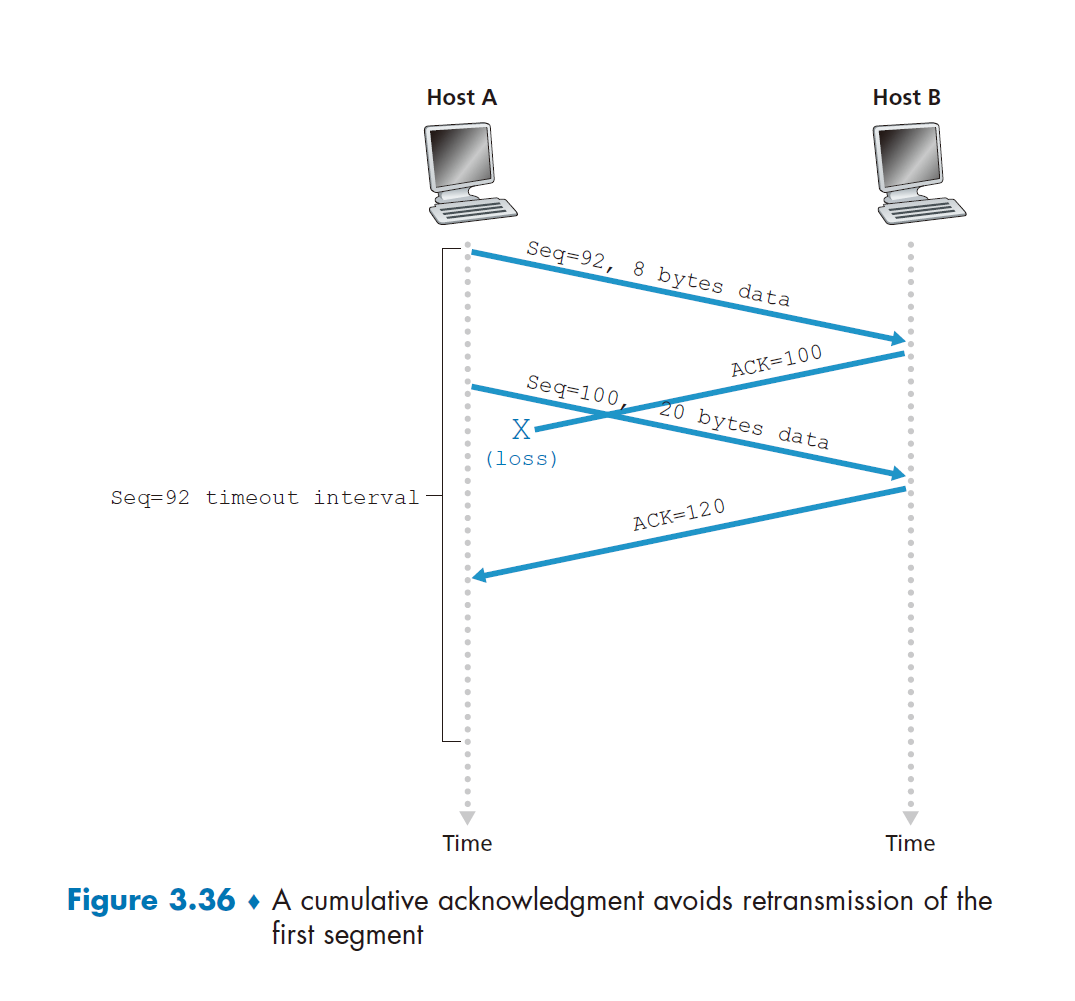 Host A
Host B
Seq=92, 8 bytes data
ACK=100
Seq=100, 20 bytes data
X
(loss)
Seq=92 timeout interval
ACK=120
Time
Time
Figure 3.36 ♦ A cumulative acknowledgment avoids retransmission of the
first segment